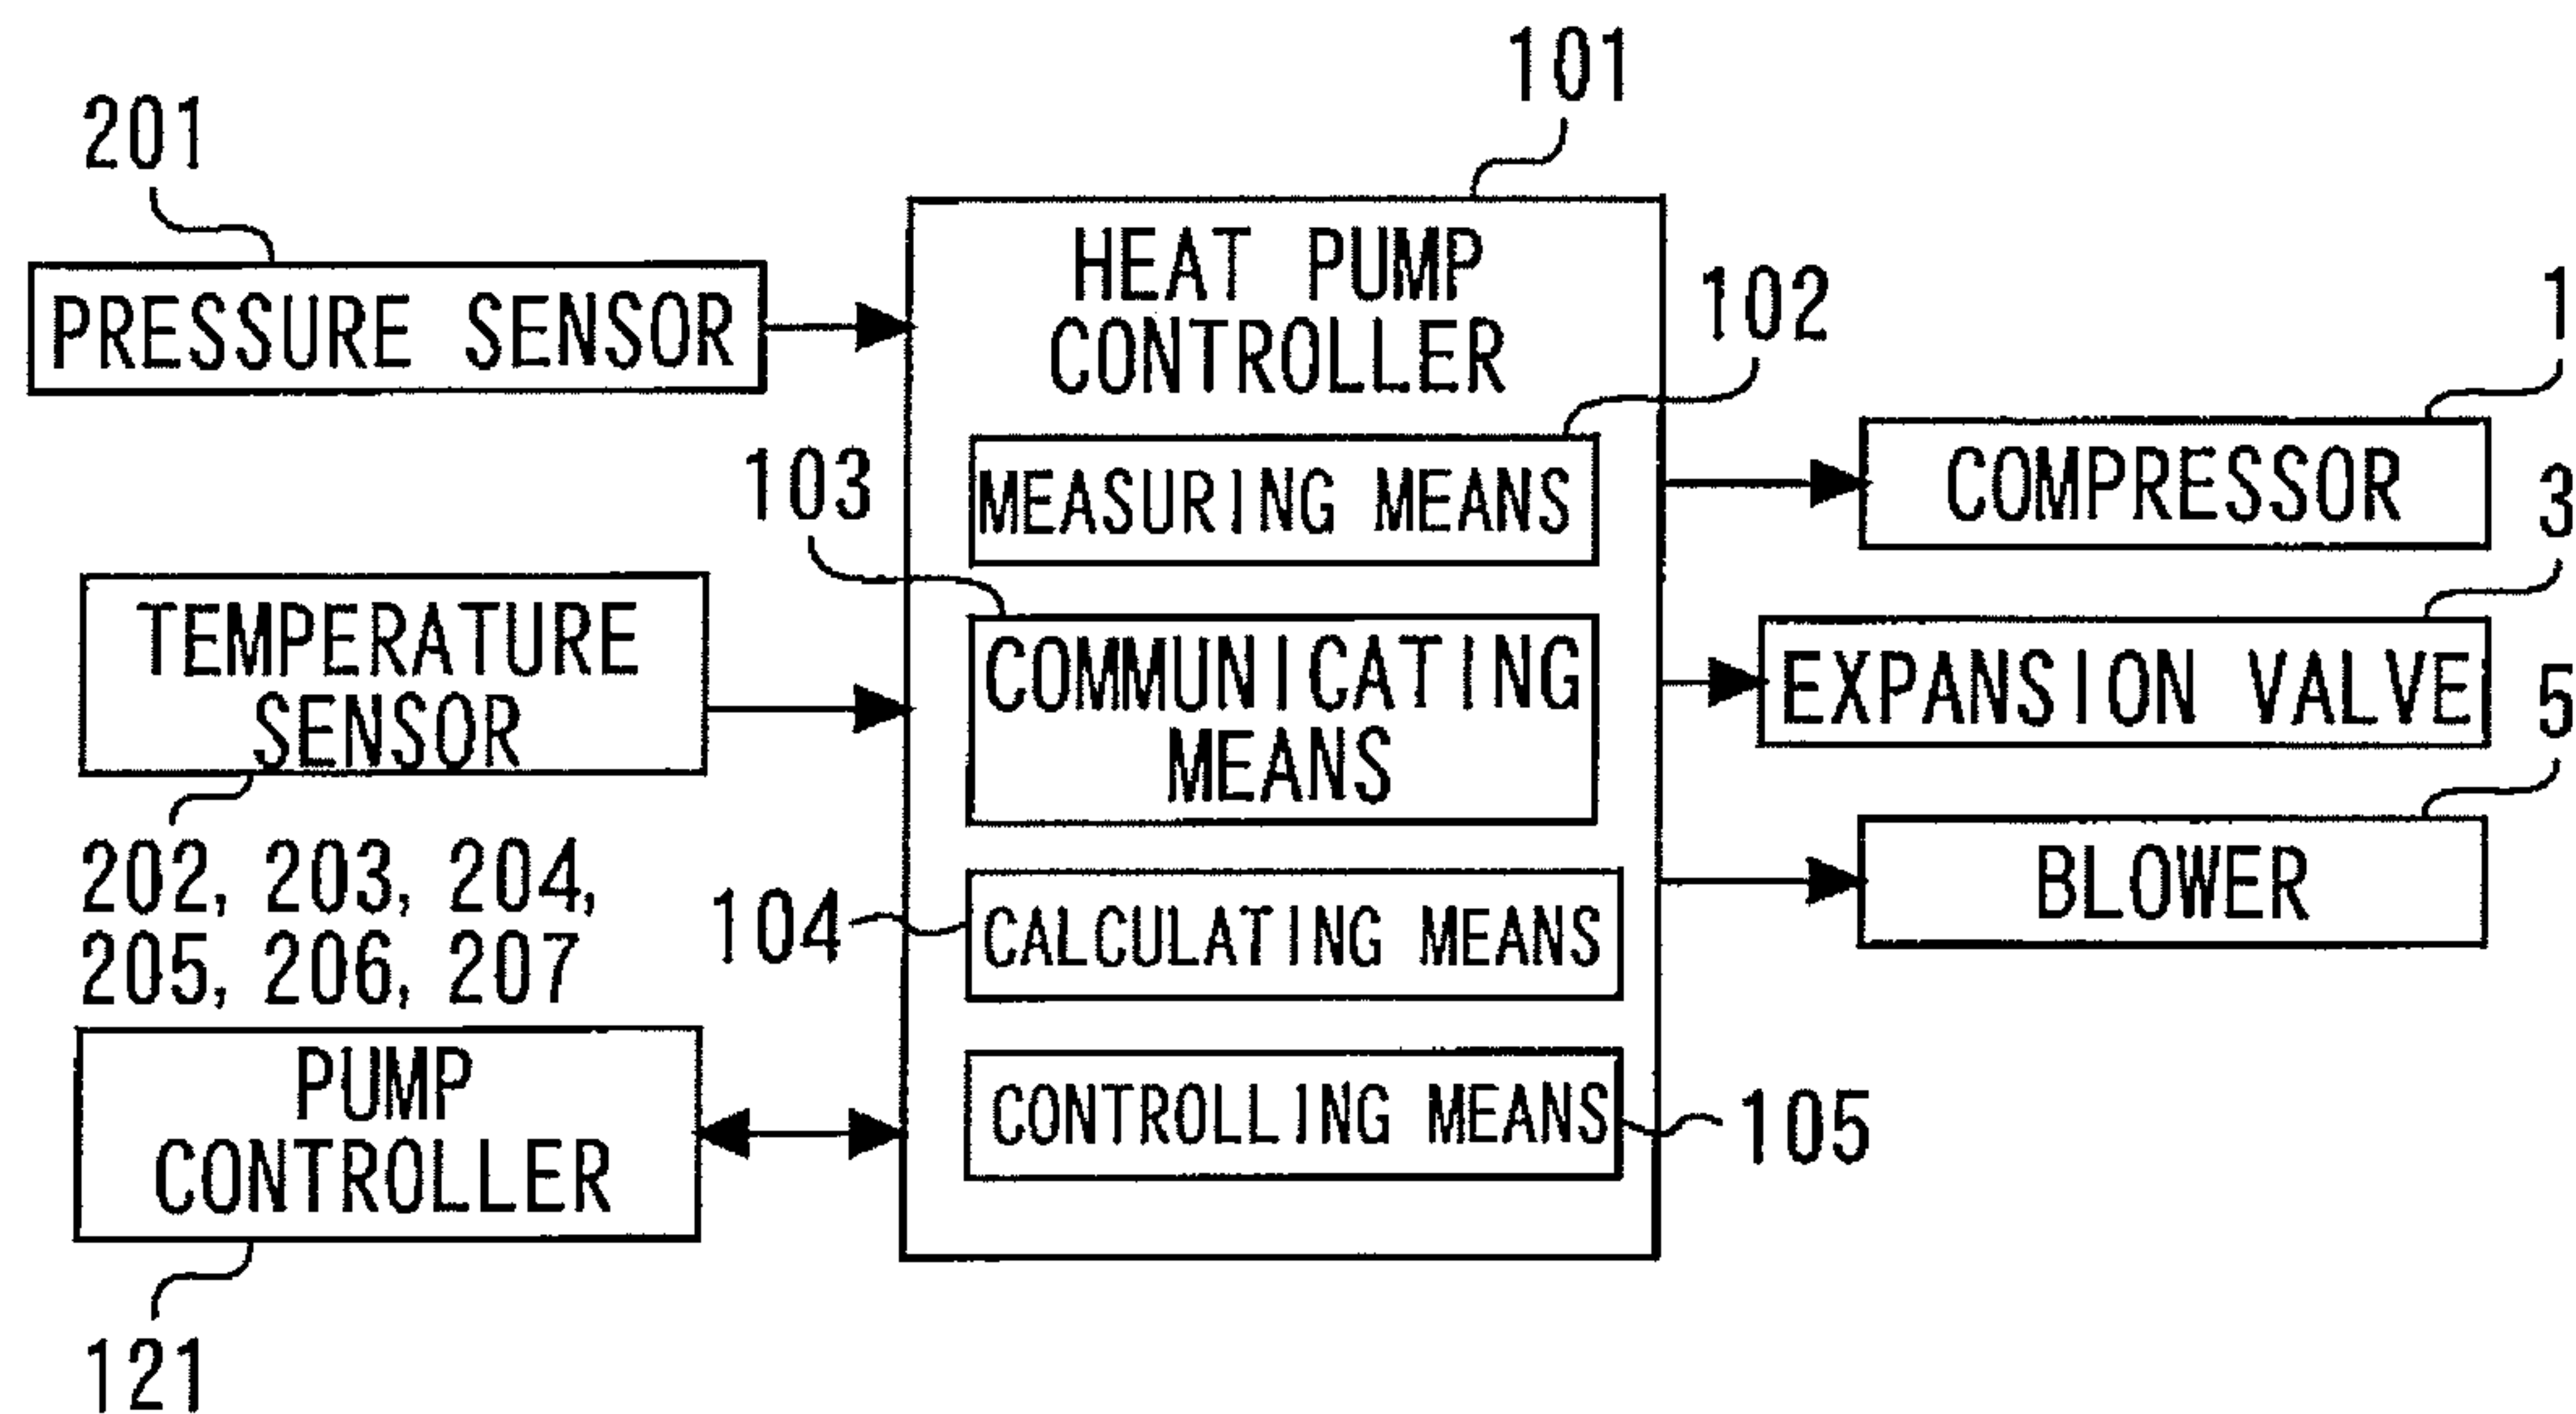 101
201
HEAT PUMP
CONTROLLER
PRESSURE SENSOR
102
1
MEASURING MEANS
COMPRESSOR
103
3
TEMPERATURE
SENSOR
COMMUNICATING
MEANS
EXPANSION VALVE
5
202, 203, 204,
205, 206, 207
104
CALCULATING MEANS
BLOWER
PUMP
CONTROLLER
CONTROLLING MEANS
105
121